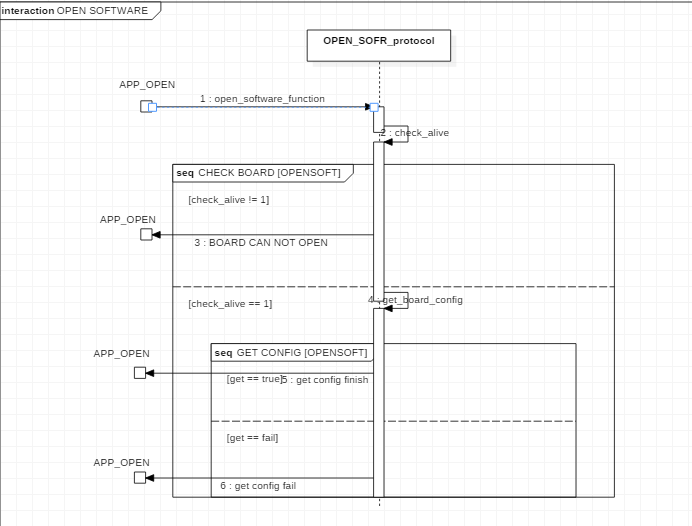 interaction OPEN SOFTWARE
OPEN_SOFR_protocol
APP_OPEN
1 : open_software_function
2 : check_alive
seq CHECK BOARD [OPENSOFT]
[check_alive != 1]
APP_OPEN
3 : BOARD CAN NOT OPEN
[check_alive == 1]
4 : get_board_config
seq GET CONFIG [OPENSOFT]
APP_OPEN
[get == true]
5 : get config finish
[get == fail]
APP_OPEN
6 : get config fail